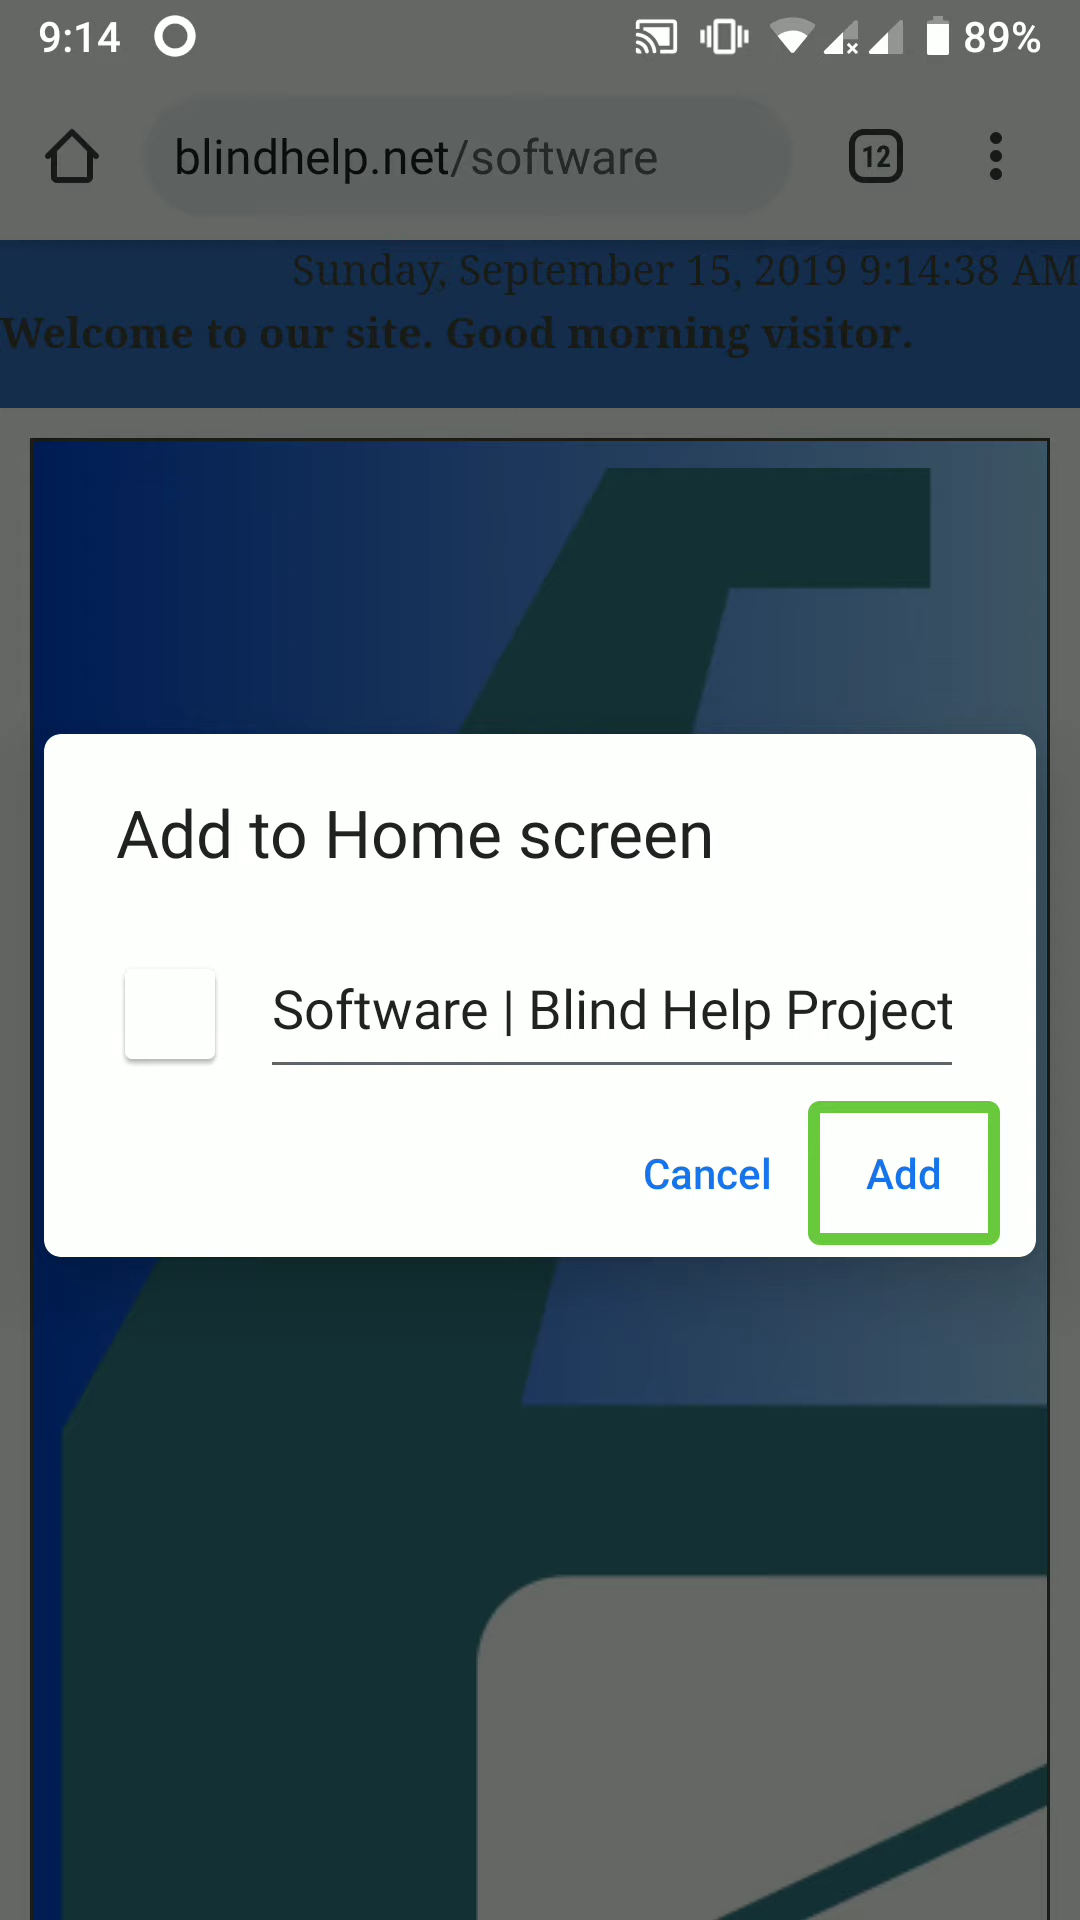 9:14 89%
blindhelp.net/software 12
Sunday, September 15, 2019 9:14:38 AM
Welcome to our site. Good morning visitor.
Add to Home screen
Software | Blind Help Project
Cancel Add